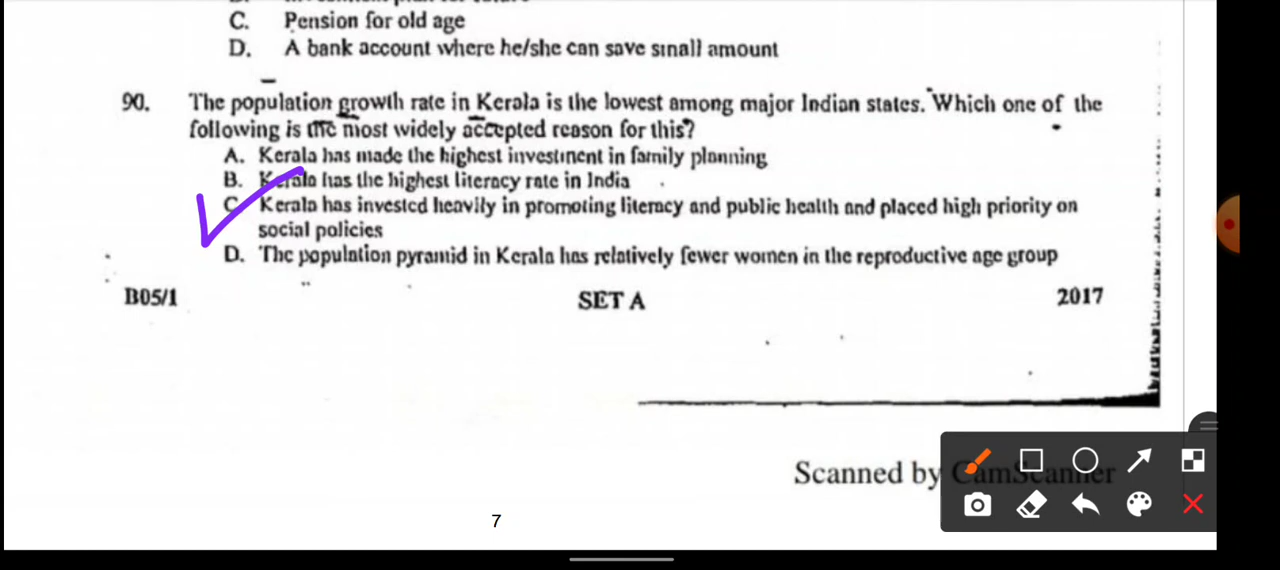 C. Pension for old age
D. A bank account where he/she can save small amount
90. The population growth rate in Kerala is the lowest among major Indian states. Which one of the
following is the most widely accepted reason for this?
A. Kerala has made the highest investment in family planning
B. Kerala has the highest literacy rate in India
C. Kerala has invested heavily in promoting literacy and public health and placed high priority on
social policies
D. The population pyramid in Kerala has relatively fewer women in the reproductive age group
B05/1 SET A 2017
Scanned by CamScanner
7